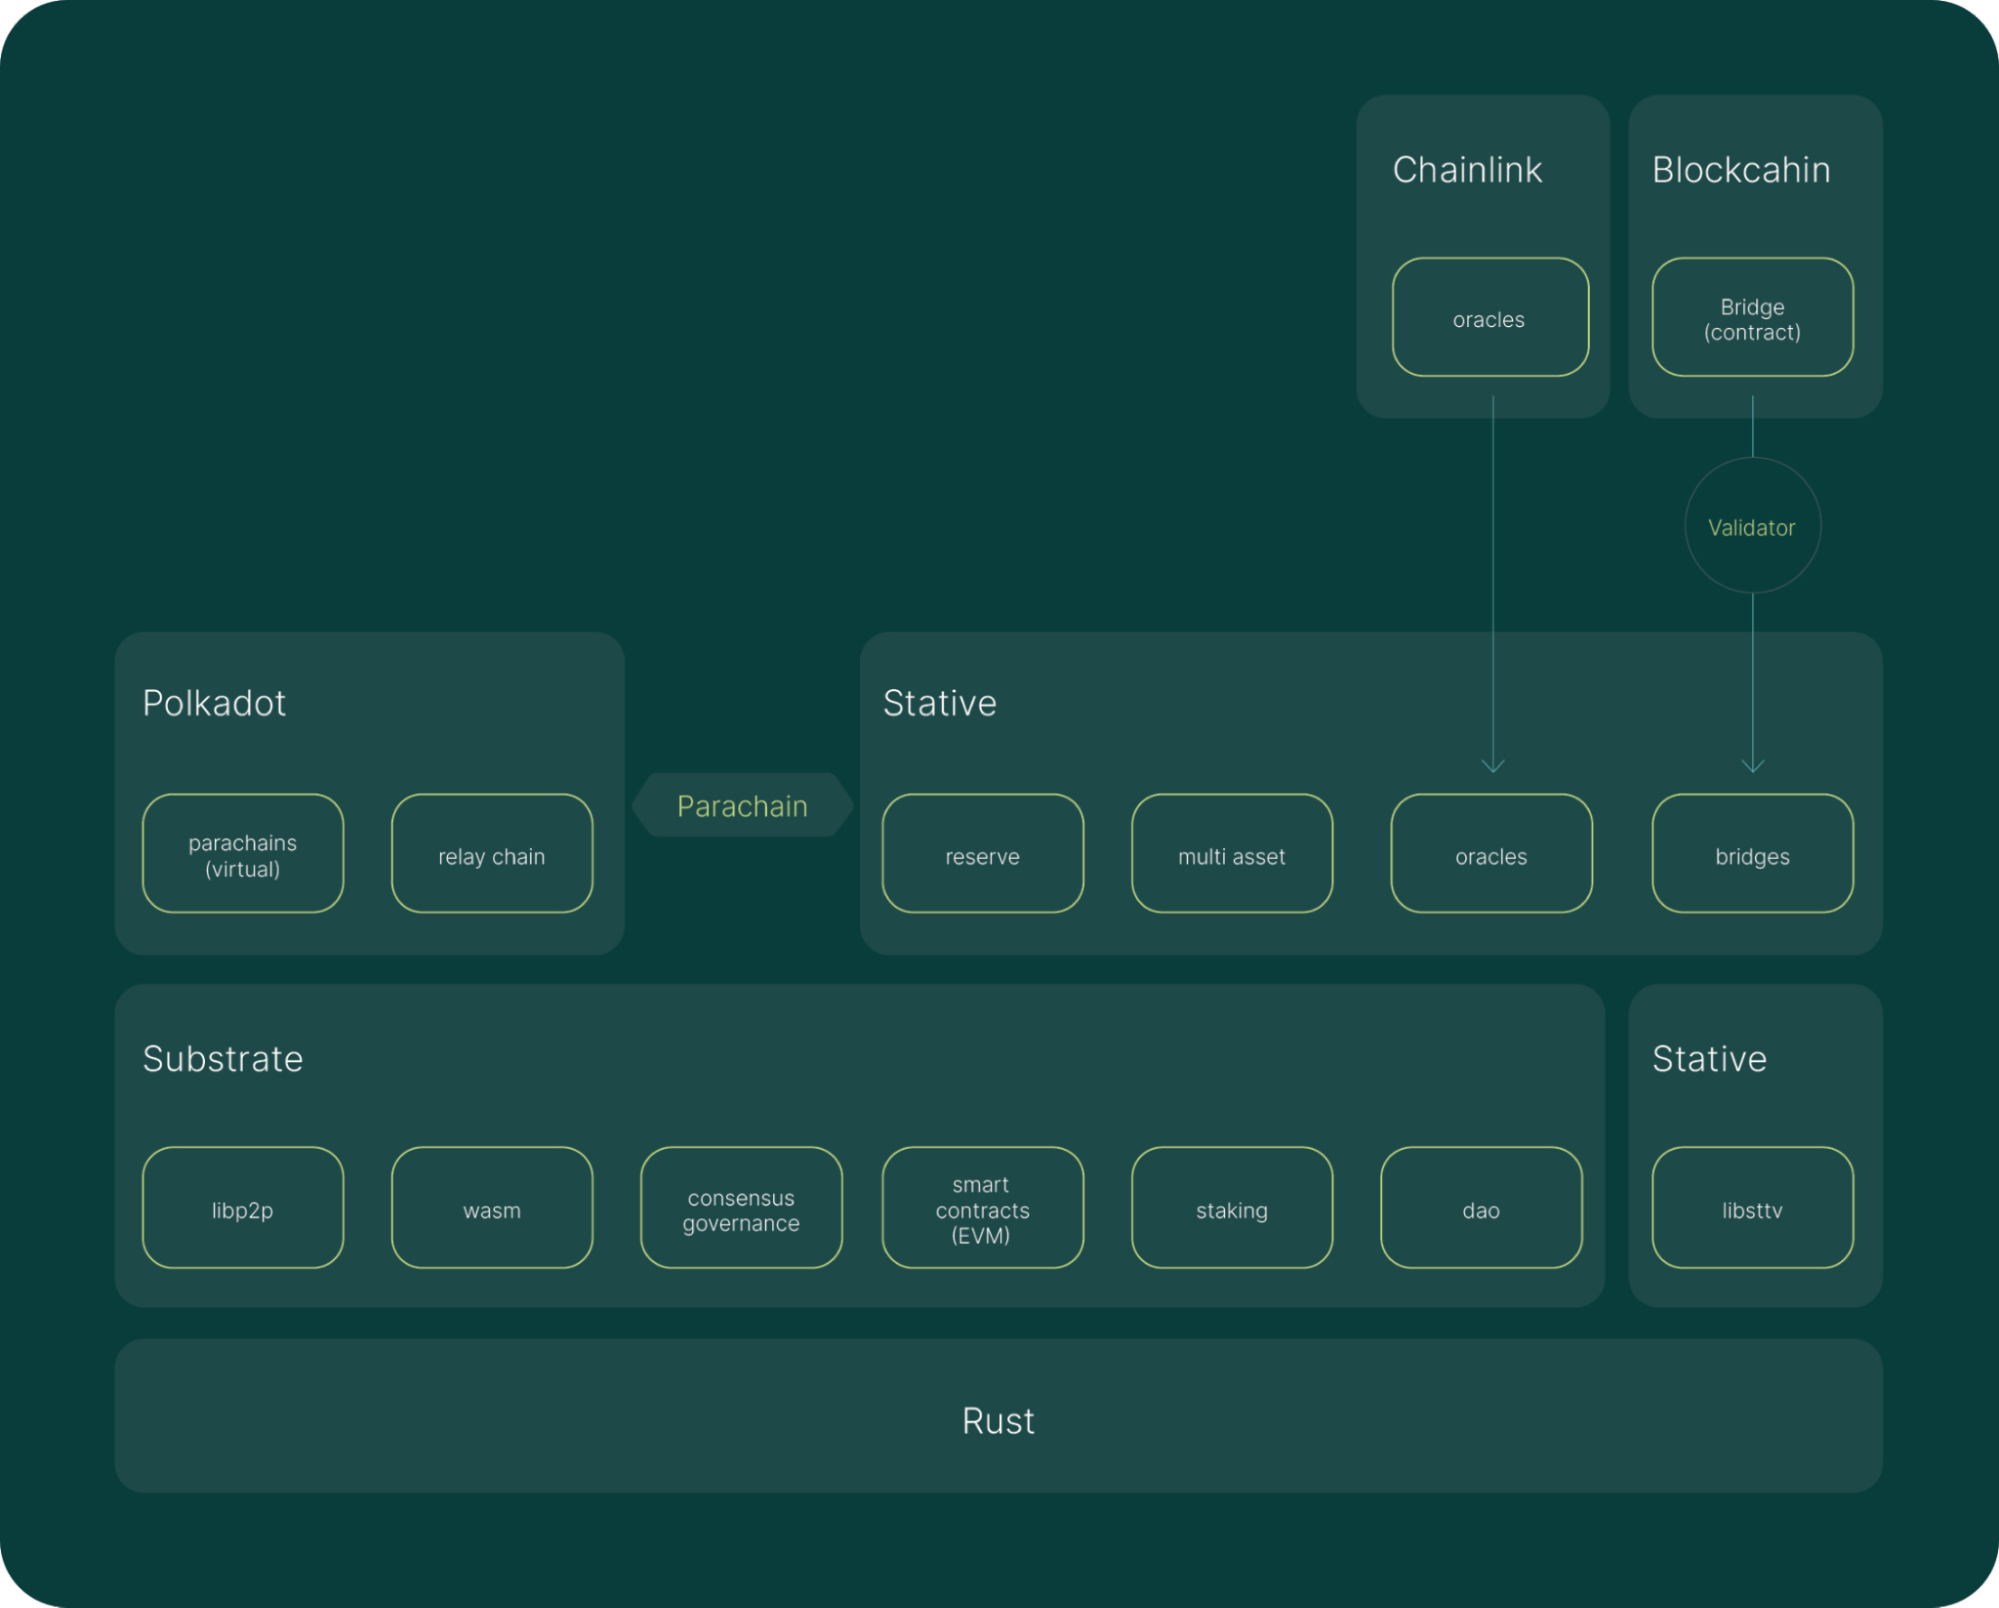 Chainlink
Blockcahin
oracles
Bridge
(contract)
Validator
Polkadot
Stative
Parachain
parachains
(virtual)
relay chain
reserve
multi asset
oracles
bridges
Substrate
Stative
libp2p
wasm
consensus
governance
smart
contracts
(EVM)
staking
dao
libsttv
Rust